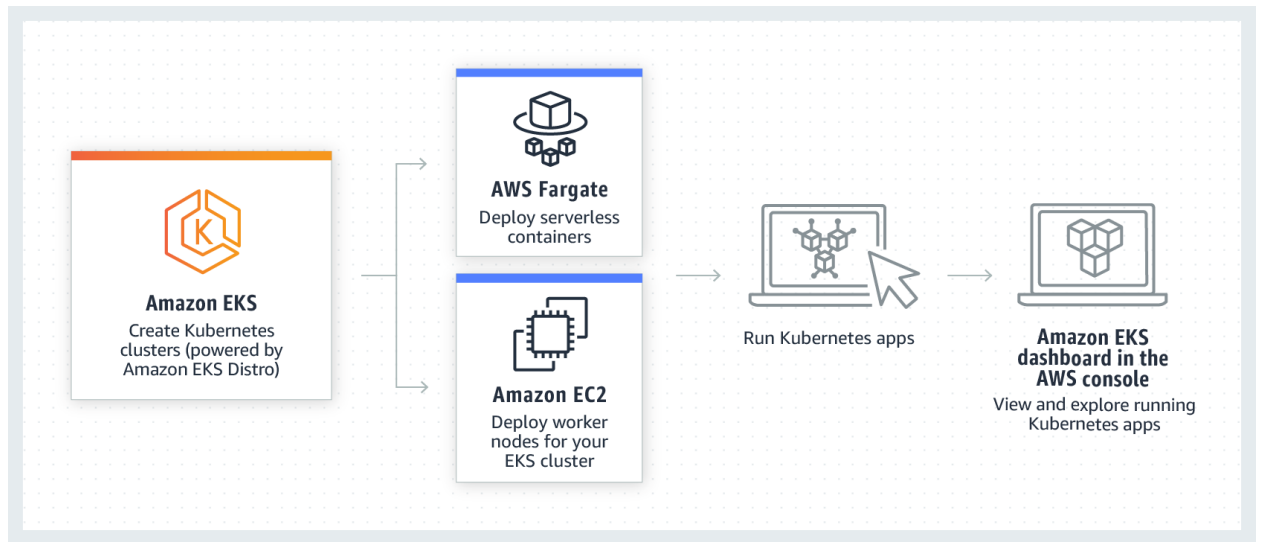 K
Amazon EKS
Create Kubernetes
clusters (powered by
Amazon EKS Distro)
AWS Fargate
Deploy serverless
containers
Amazon EC2
Deploy worker
nodes for your
EKS cluster
Run Kubernetes apps
Amazon EKS
dashboard in the
AWS console
View and explore running
Kubernetes apps